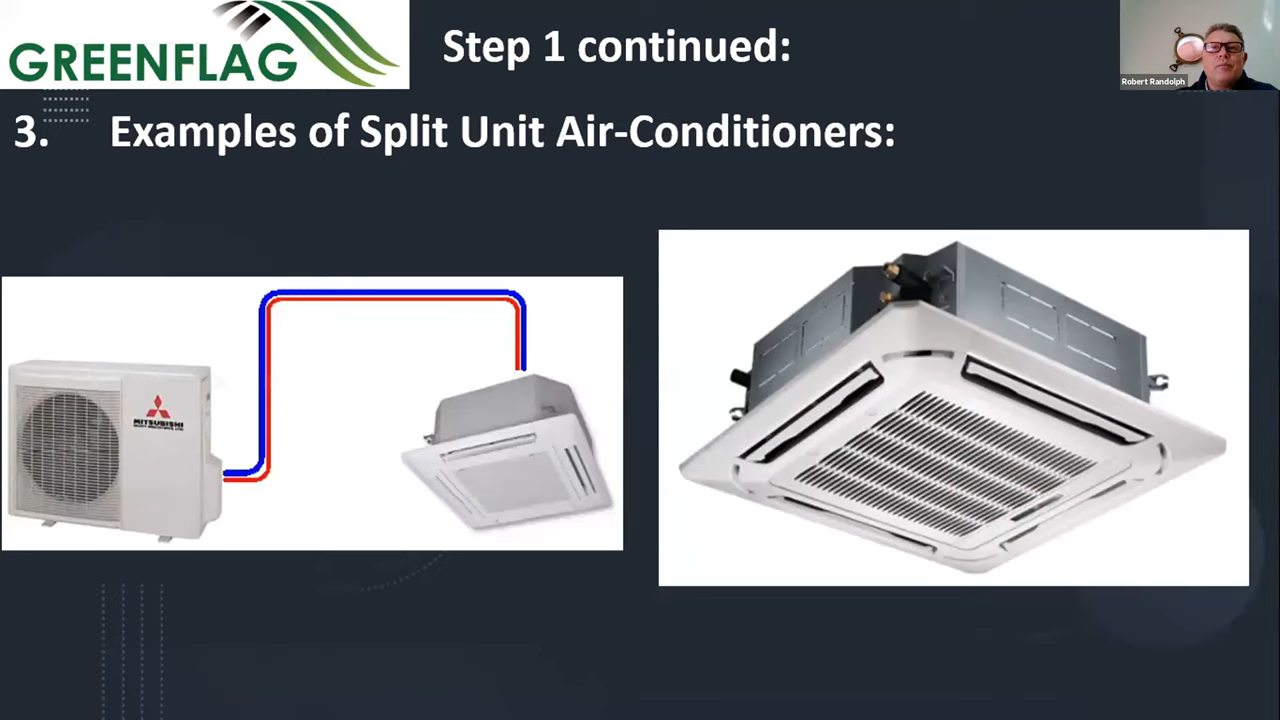 GREENFLAG
Step 1 continued:
Robert Randolph
3. Examples of Split Unit Air-Conditioners:
MITSUBISHI